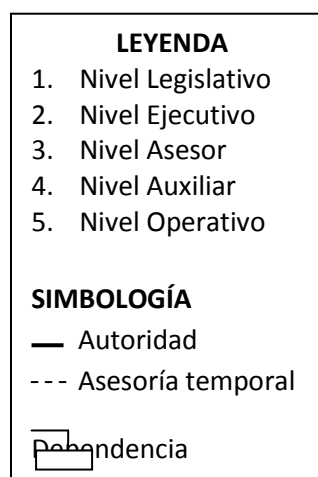 LEYENDA
1. Nivel Legislativo
2. Nivel Ejecutivo
3. Nivel Asesor
4. Nivel Auxiliar
5. Nivel Operativo
SIMBOLOGÍA
Autoridad
Asesoría temporal
Dependencia